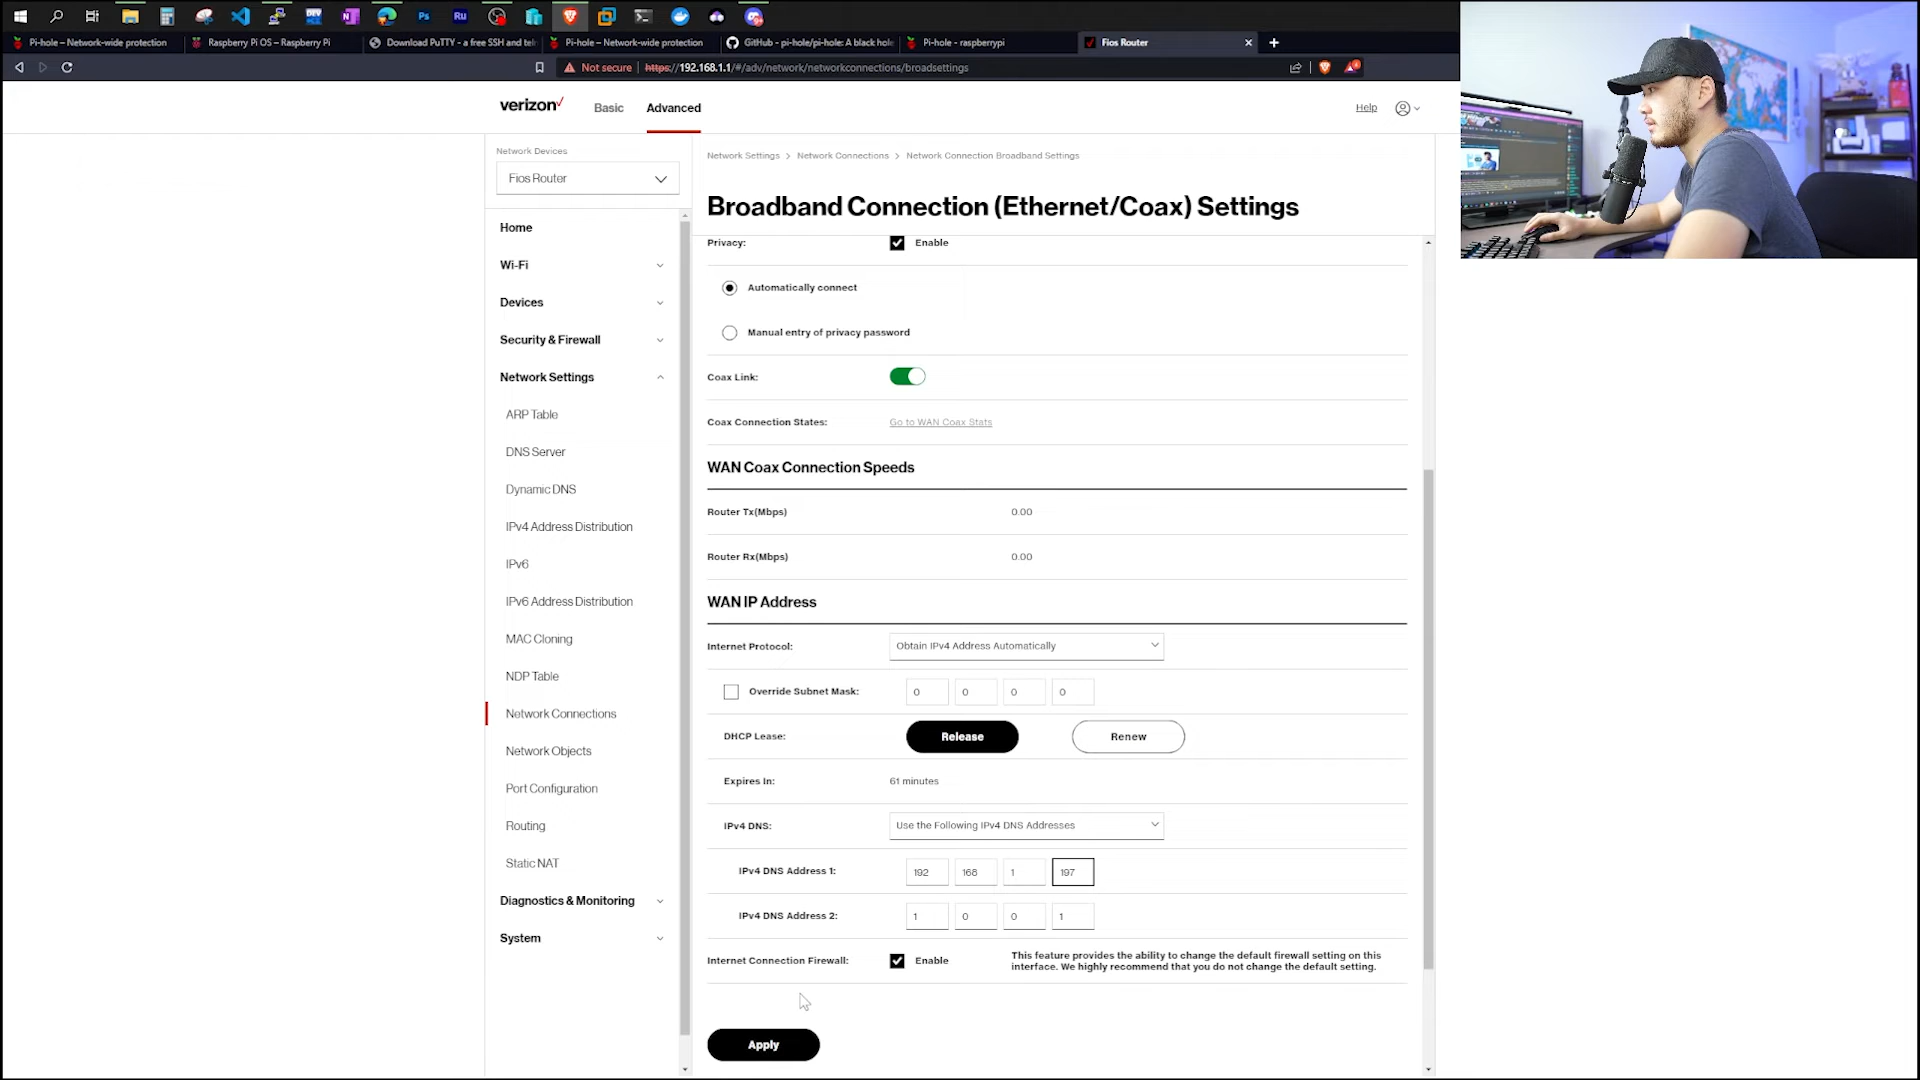 Pi-hole – Network-wide protection
Raspberry Pi OS – Raspberry Pi
Download PuTTY - a free SSH and teln
Pi-hole – Network-wide protection
GitHub - pi-hole/pi-hole: A black hole
Pi-hole - raspberrypi
Fios Router
Not secure
https://192.168.1.1/#/adv/network/networkconnections/broadsettings
verizon
Basic
Advanced
Help
Network Devices
Fios Router
Home
Wi-Fi
Devices
Security & Firewall
Network Settings
ARP Table
DNS Server
Dynamic DNS
IPv4 Address Distribution
IPv6
IPv6 Address Distribution
MAC Cloning
NDP Table
Network Connections
Network Objects
Port Configuration
Routing
Static NAT
Diagnostics & Monitoring
System
Network Settings > Network Connections > Network Connection Broadband Settings
Broadband Connection (Ethernet/Coax) Settings
Privacy: Enable
Automatically connect
Manual entry of privacy password
Coax Link:
Coax Connection States: Go to WAN Coax Stats
WAN Coax Connection Speeds
Router Tx(Mbps) 0.00
Router Rx(Mbps) 0.00
WAN IP Address
Internet Protocol: Obtain IPv4 Address Automatically
Override Subnet Mask: 0 0 0 0
DHCP Lease: Release Renew
Expires In: 61 minutes
IPv4 DNS: Use the Following IPv4 DNS Addresses
IPv4 DNS Address 1: 192 168 1 197
IPv4 DNS Address 2: 1 0 0 1
Internet Connection Firewall: Enable
This feature provides the ability to change the default firewall setting on this
interface. We highly recommend that you do not change the default setting.
Apply